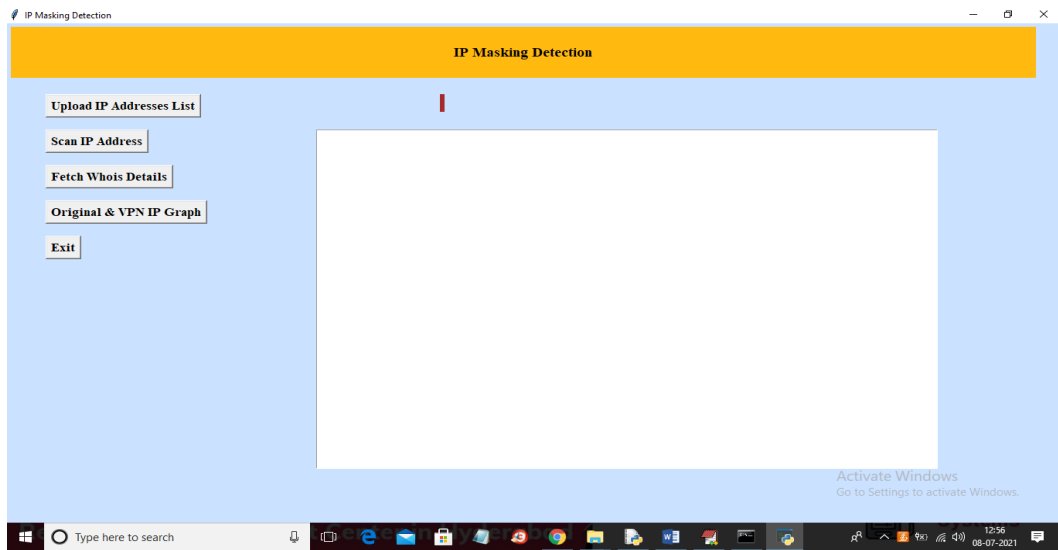 IP Masking Detection
IP Masking Detection
Upload IP Addresses List
Scan IP Address
Fetch Whois Details
Original & VPN IP Graph
Exit
Activate Windows
Go to Settings to activate Windows.
Type here to search
12:56
08-07-2021